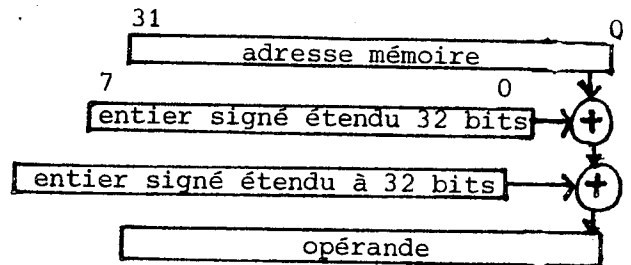 31 0
adresse mémoire
7 0
entier signé étendu 32 bits
+
entier signé étendu à 32 bits
+
opérande